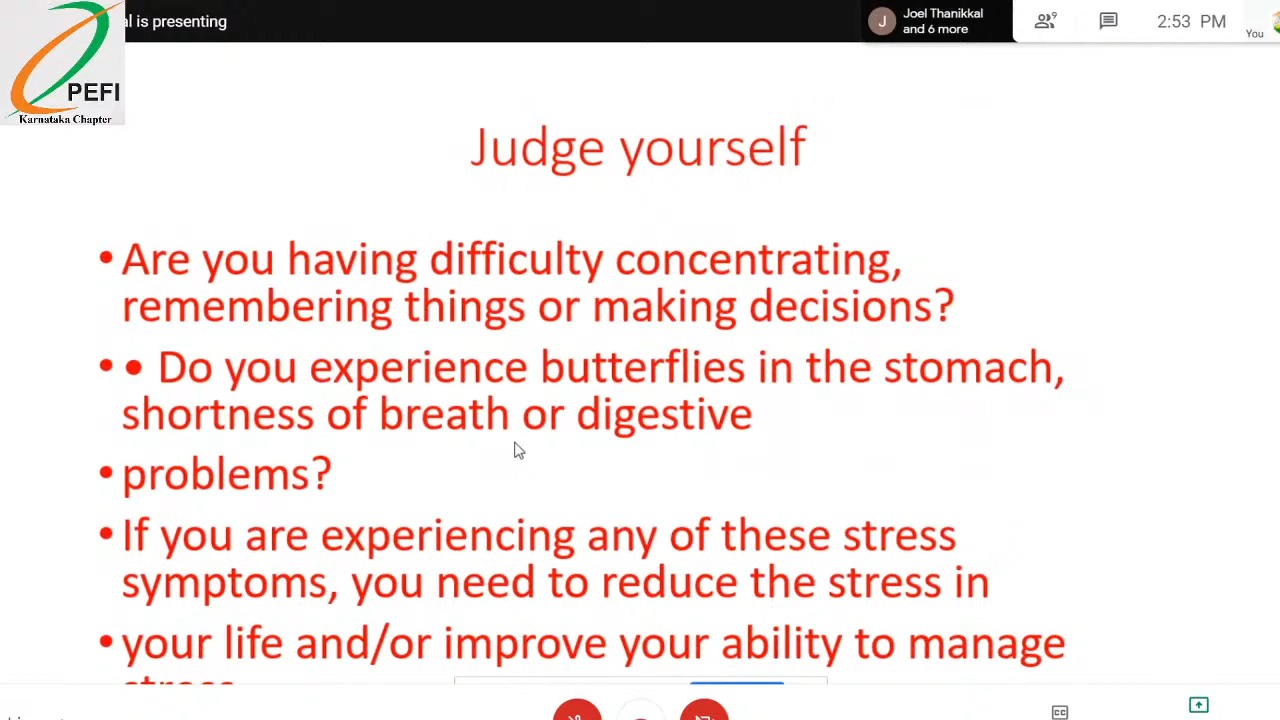 al is presenting
J
Joel Thanikkal
and 6 more
9
2:53 PM
You
PEFI
Karnataka Chapter
Judge yourself
• Are you having difficulty concentrating,
remembering things or making decisions?
• • Do you experience butterflies in the stomach,
shortness of breath or digestive
• problems?
• If you are experiencing any of these stress
symptoms, you need to reduce the stress in
• your life and/or improve your ability to manage
stress
CC